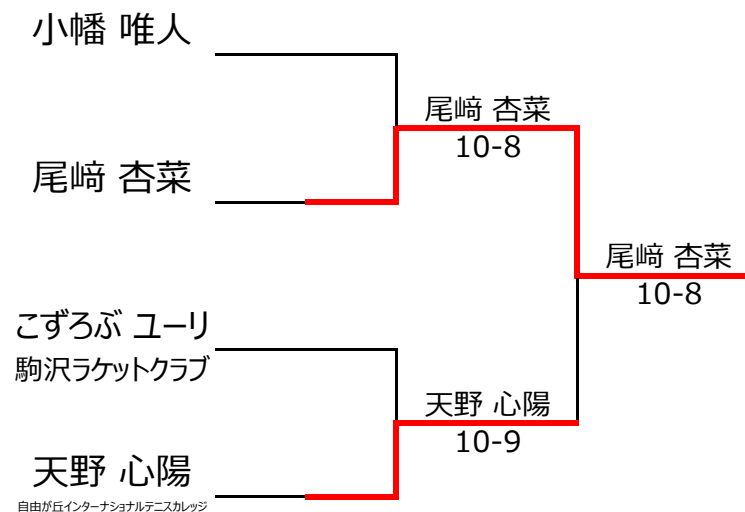 小幡 唯人
尾﨑 杏菜
10-8
尾﨑 杏菜
尾﨑 杏菜
10-8
こずろぶ ユーリ
駒沢ラケットクラブ
天野 心陽
10-9
天野 心陽
自由が丘インターナショナルテニスカレッジ